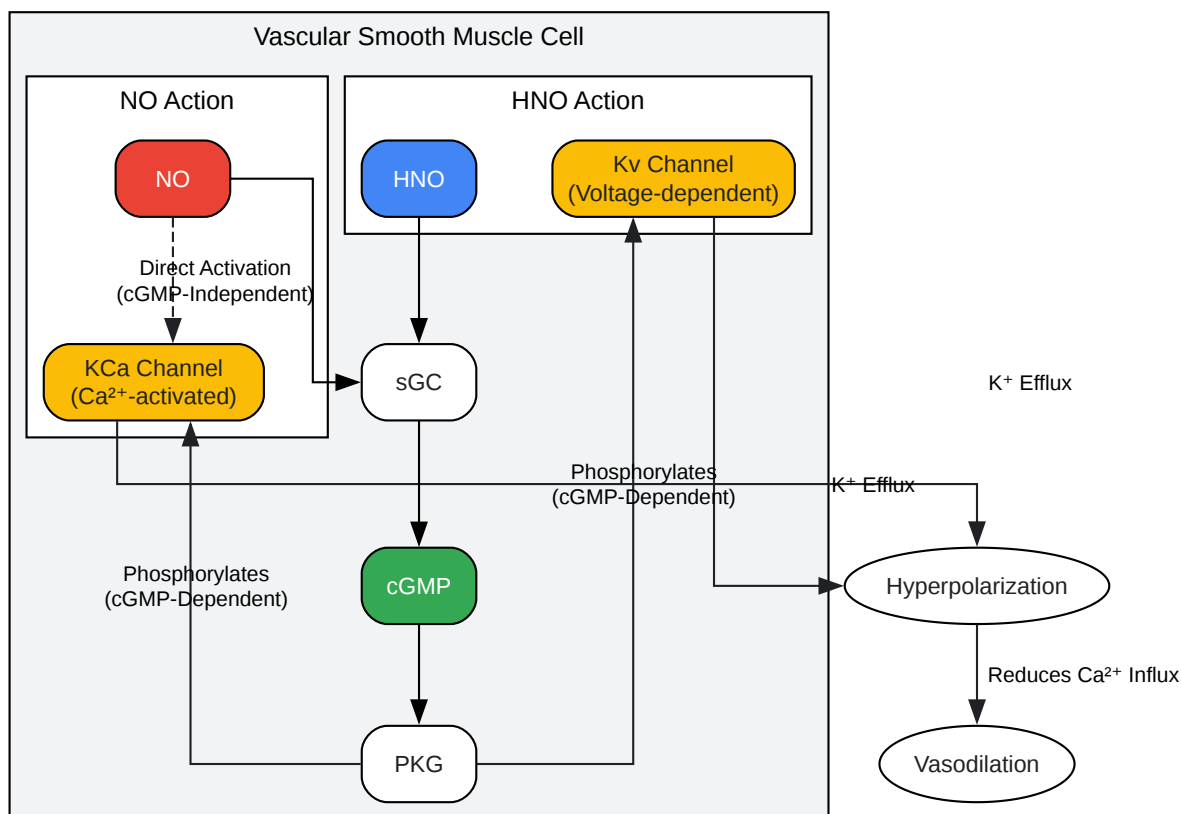 Vascular Smooth Muscle Cell
NO Action
HNO Action
NO
HNO
Kv Channel
(Voltage-dependent)
Direct Activation
(cGMP-Independent)
KCa Channel
(Ca²⁺-activated)
sGC
K⁺ Efflux
Phosphorylates
(cGMP-Dependent)
K⁺ Efflux
Phosphorylates
(cGMP-Dependent)
cGMP
Hyperpolarization
Reduces Ca²⁺ Influx
PKG
Vasodilation